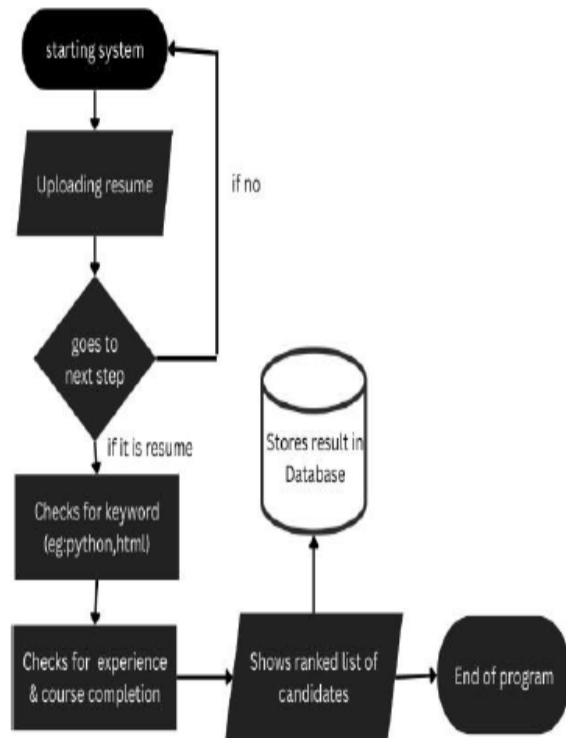 starting system
Uploading resume
if no
goes to
next step
if it is resume
Stores result in
Database
Checks for keyword
(eg:python,html)
Checks for experience
& course completion
Shows ranked list of
candidates
End of program